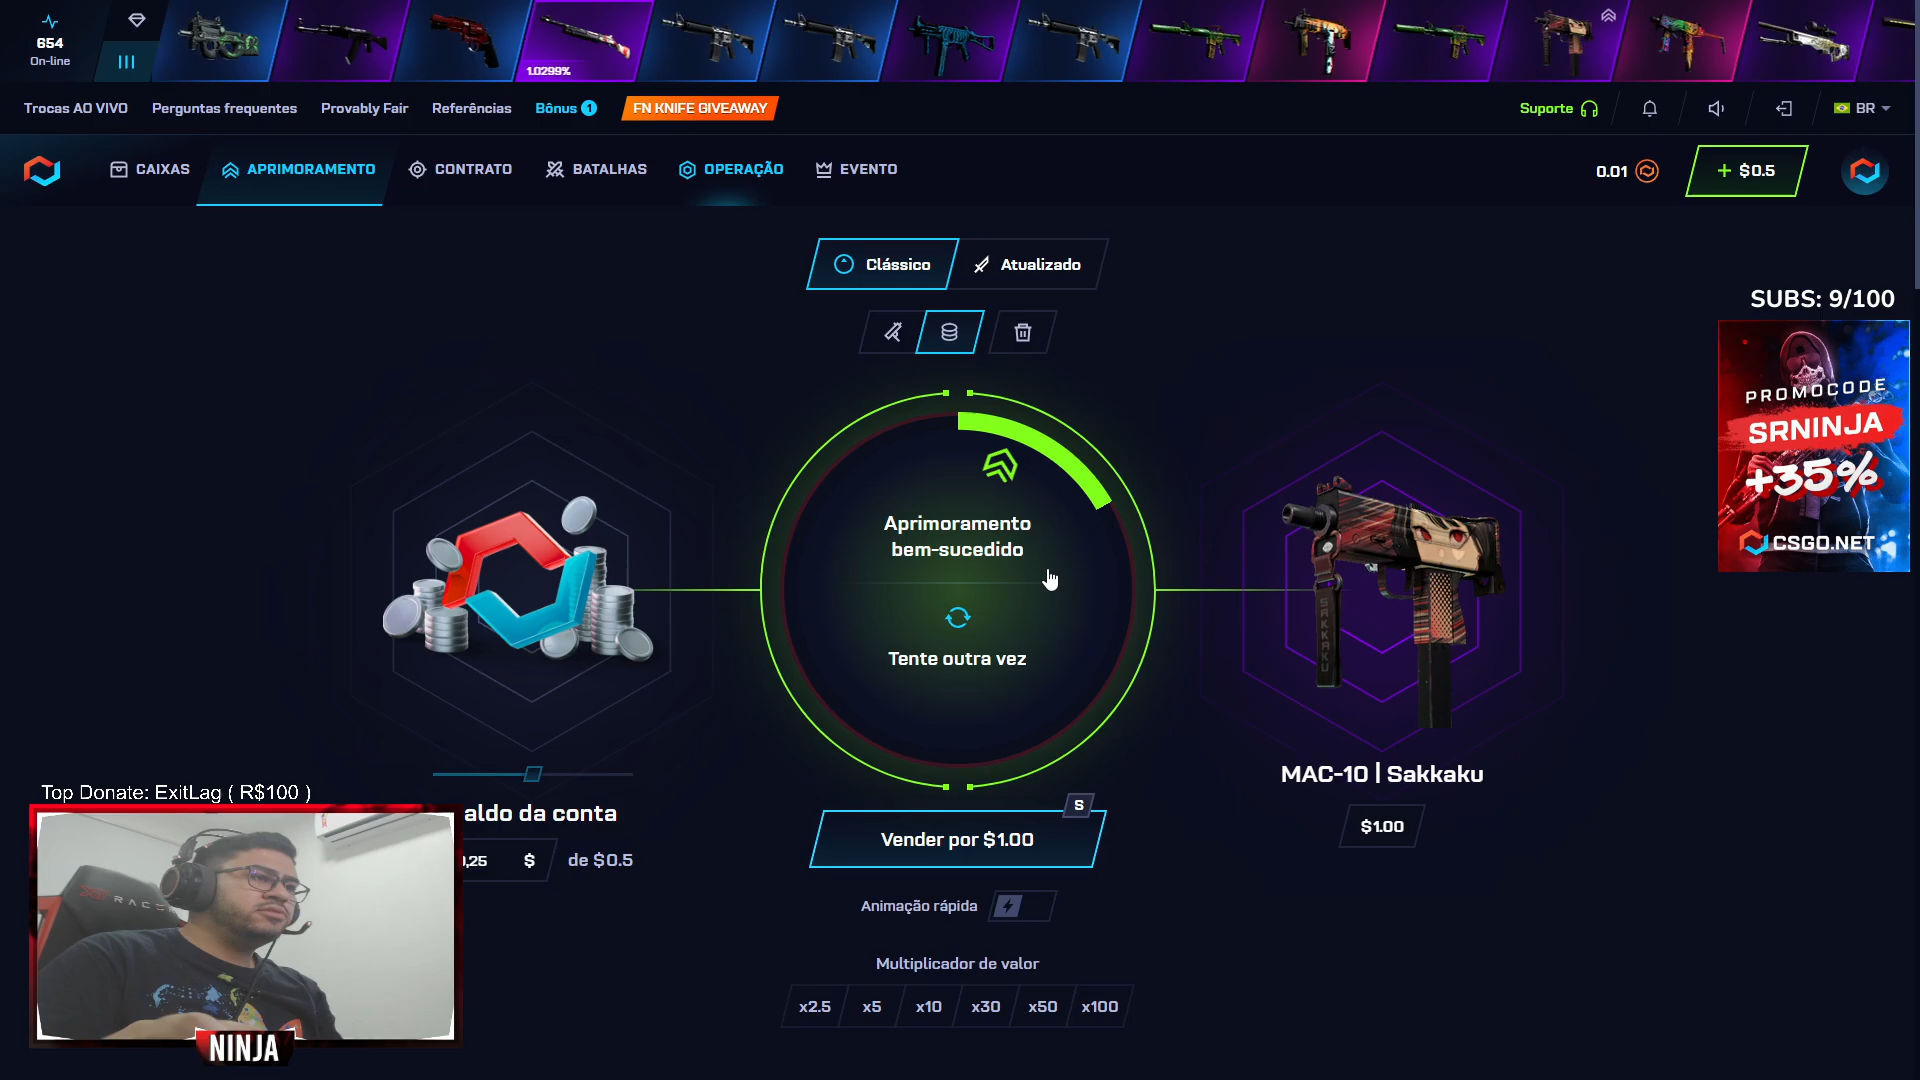 654
On-line
1.0299%
Trocas AO VIVO
Perguntas frequentes
Provably Fair
Referências
Bônus 1
FN KNIFE GIVEAWAY
Suporte
BR
CAIXAS
APRIMORAMENTO
CONTRATO
BATALHAS
OPERAÇÃO
EVENTO
0.01
+ $0.5
Clássico
Atualizado
SUBS: 9/100
PROMOCODE
SRNINJA
+35%
CSGO.NET
Aprimoramento
bem-sucedido
Tente outra vez
SAKKAKU
MAC-10 | Sakkaku
$1.00
Top Donate: ExitLag ( R$100 )
aldo da conta
,25 $ de $0.5
S
Vender por $1.00
Animação rápida
Multiplicador de valor
x2.5 x5 x10 x30 x50 x100
NINJA